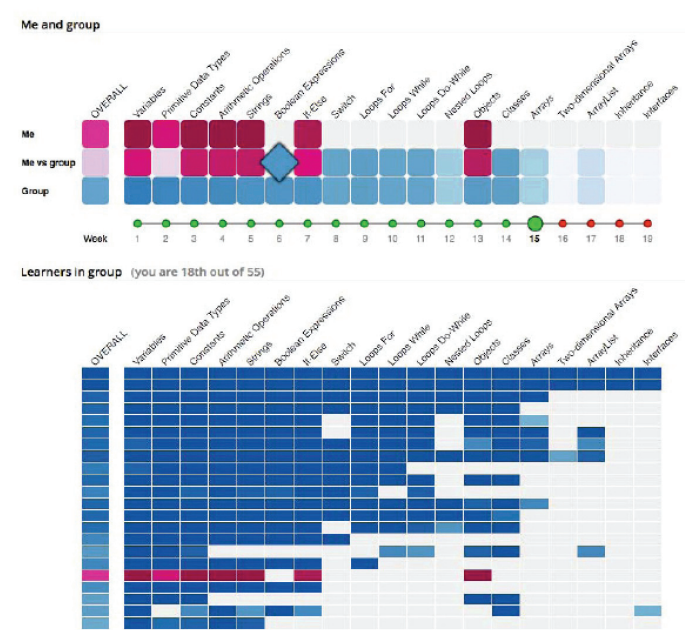 Me and group
OVERALL Variables Primitive Data Types Constants Arithmetic Operations Strings Boolean Expressions If-Else Switch Loops For Loops While Loops Do-While Nested Loops Objects Classes Arrays Two-dimensional Arrays ArrayList Inheritance Interfaces
Me
Me vs group
Group
Week 1 2 3 4 5 6 7 8 9 10 11 12 13 14 15 16 17 18 19
Learners in group (you are 18th out of 55)
OVERALL Variables Primitive Data Types Constants Arithmetic Operations Strings Boolean Expressions If-Else Switch Loops For Loops While Loops Do-While Nested Loops Objects Classes Arrays Two-dimensional Arrays ArrayList Inheritance Interfaces